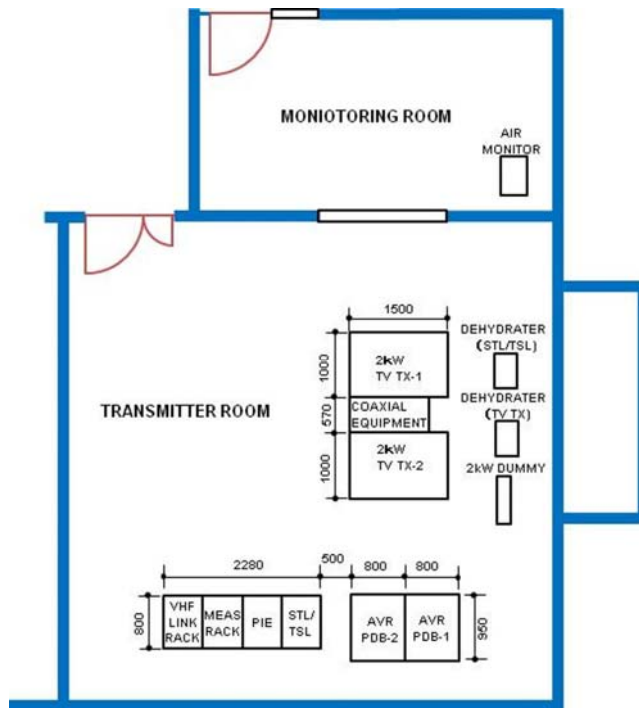 MONIOTORING ROOM
AIR
MONITOR
1500
DEHYDRATER
(STL/TSL)
1000
2kW
TV TX-1
TRANSMITTER ROOM
570
COAXIAL
EQUIPMENT
DEHYDRATER
(TV TX)
1000
2kW
TV TX-2
2kW DUMMY
2280
500
800
800
800
VHF
LINK
RACK
MEAS
RACK
PIE
STL/
TSL
AVR
PDB-2
AVR
PDB-1
950